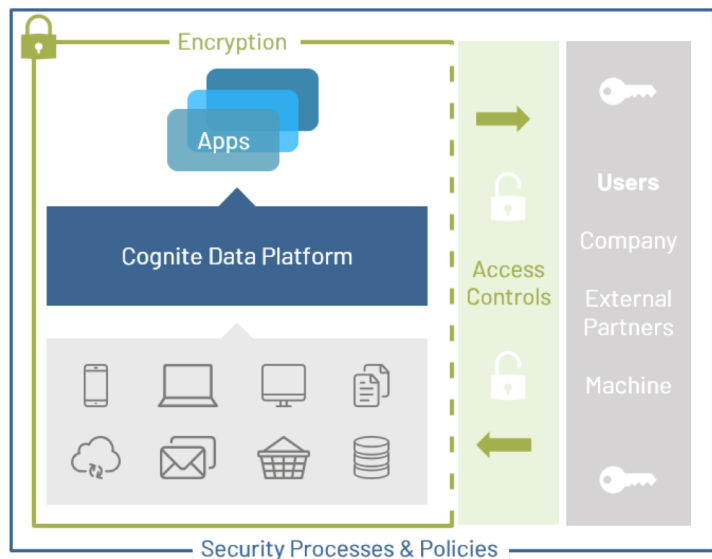 Encryption
Apps
Cognite Data Platform
Access
Controls
Users
Company
External
Partners
Machine
Security Processes & Policies